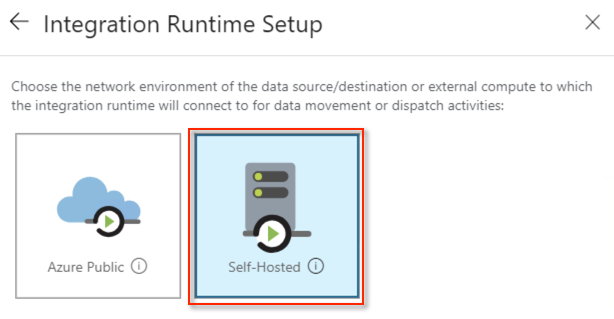 Integration Runtime Setup
Choose the network environment of the data source/destination or external compute to which
the integration runtime will connect to for data movement or dispatch activities:
Azure Public
Self-Hosted